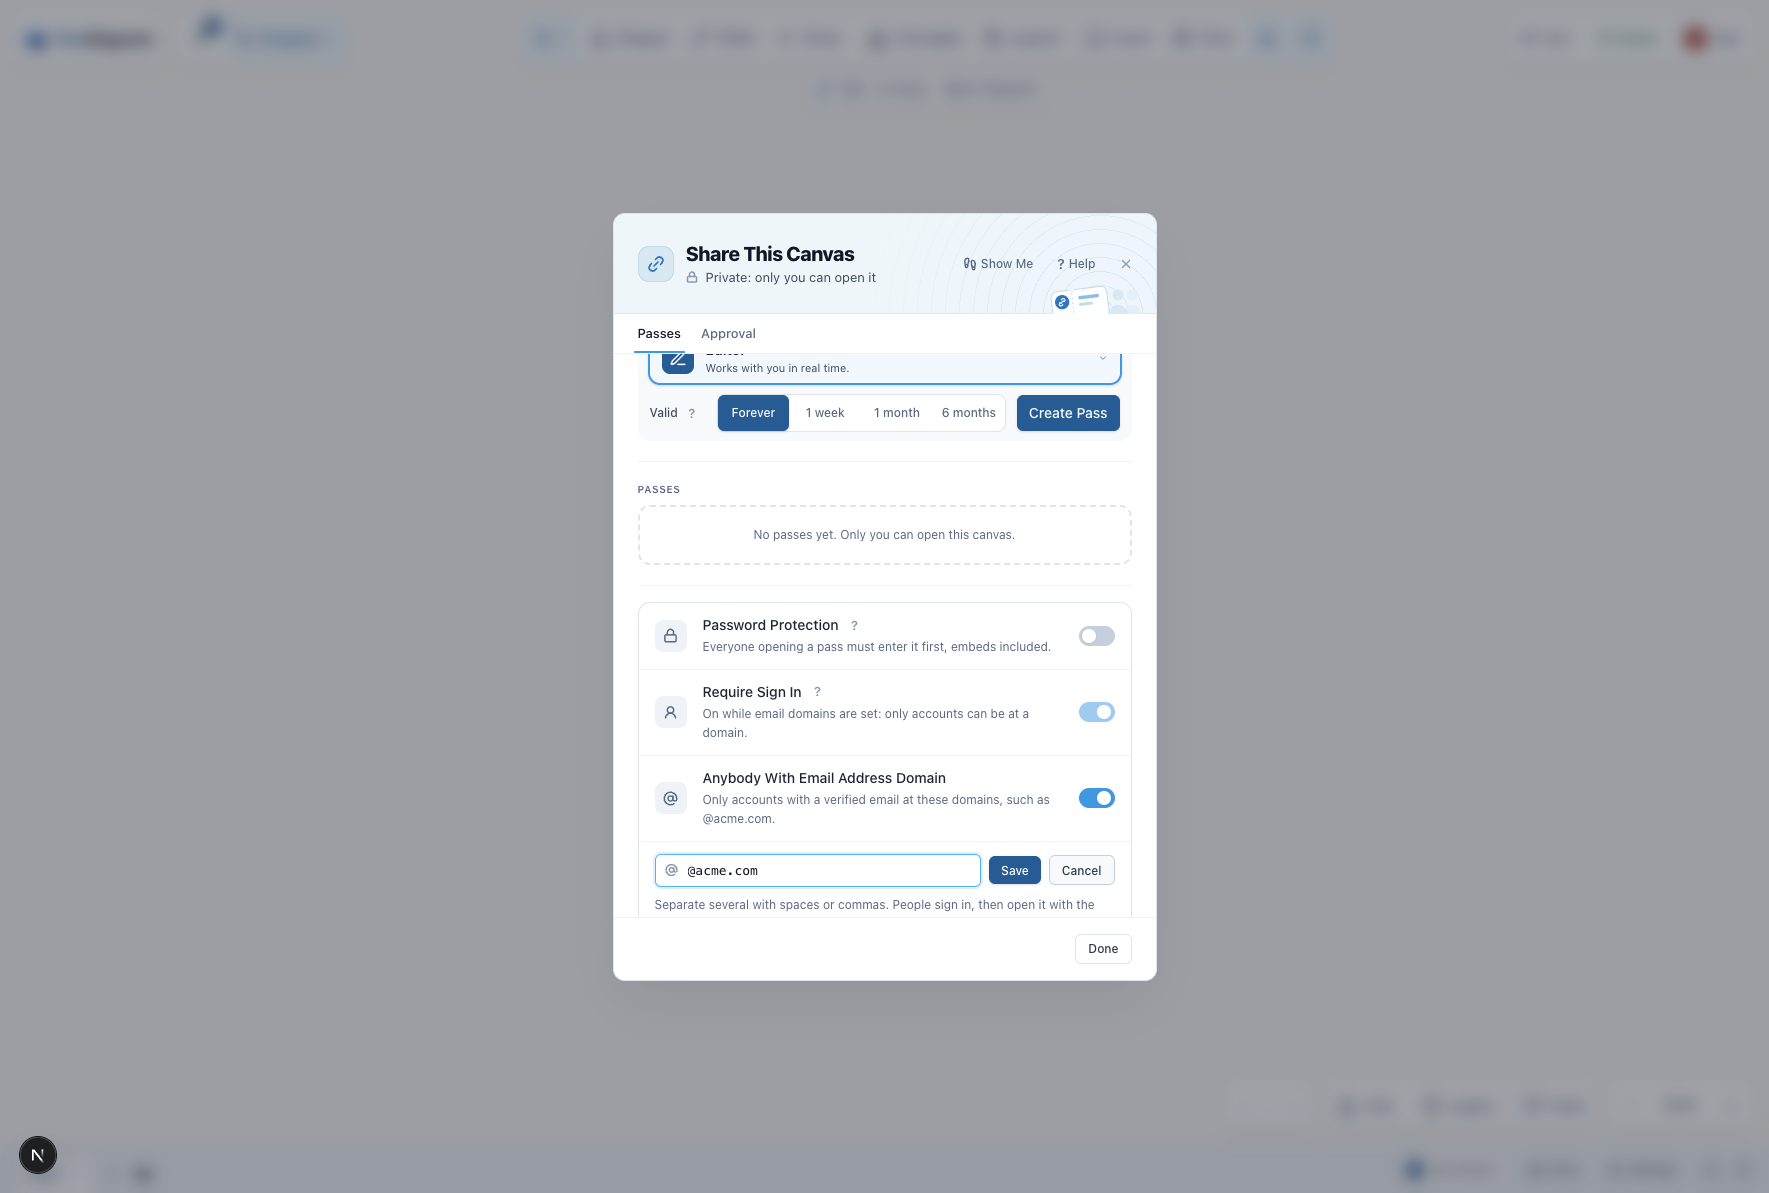 Share This Canvas
Private: only you can open it
Show Me
? Help
Passes
Approval
Works with you in real time.
Valid ?
Forever
1 week
1 month
6 months
Create Pass
PASSES
No passes yet. Only you can open this canvas.
Password Protection ?
Everyone opening a pass must enter it first, embeds included.
Require Sign In ?
On while email domains are set: only accounts can be at a
domain.
Anybody With Email Address Domain
Only accounts with a verified email at these domains, such as
@acme.com.
@acme.com
Save
Cancel
Separate several with spaces or commas. People sign in, then open it with the
Done
N